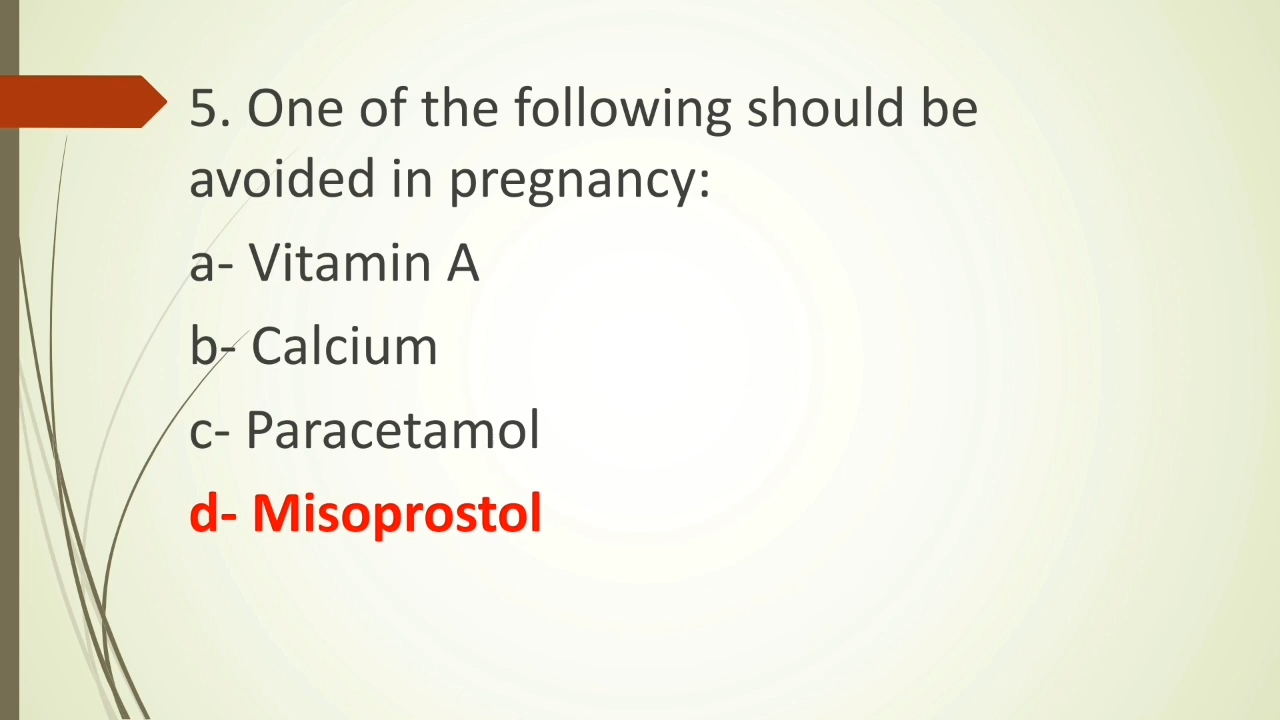 5. One of the following should be
avoided in pregnancy:
a- Vitamin A
b- Calcium
c- Paracetamol
d- Misoprostol